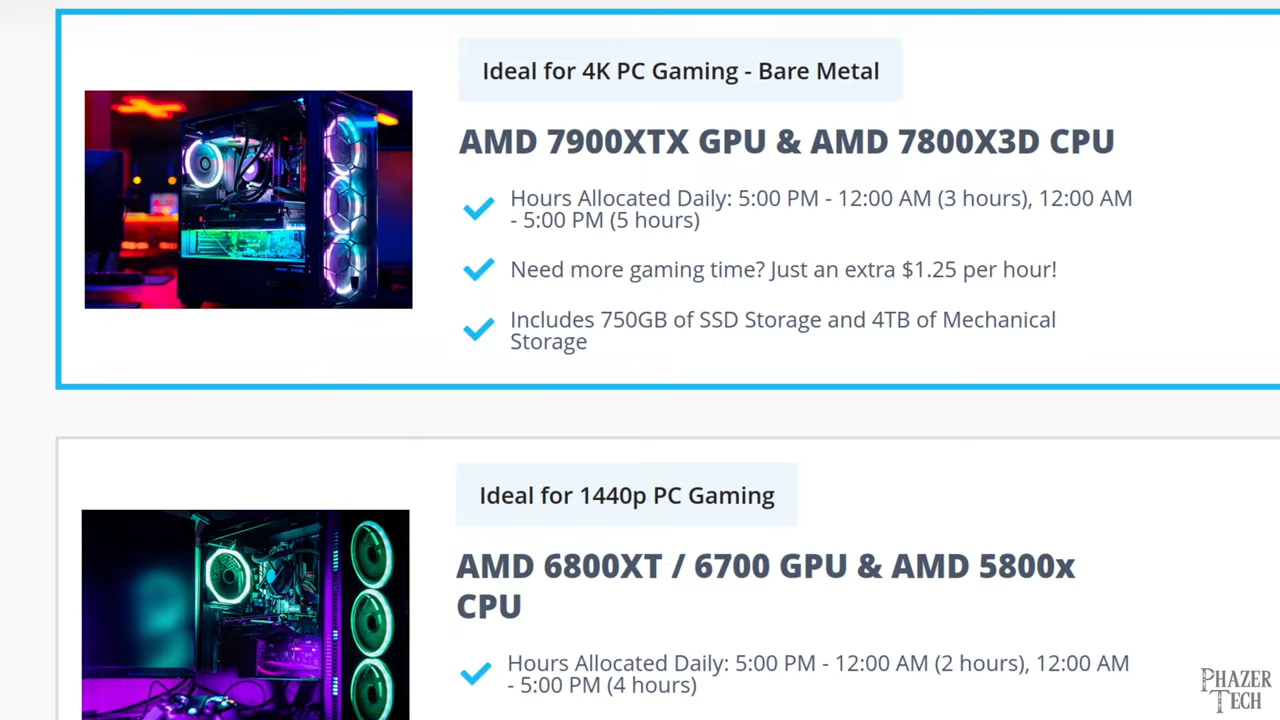 Ideal for 4K PC Gaming - Bare Metal
AMD 7900XTX GPU & AMD 7800X3D CPU
Hours Allocated Daily: 5:00 PM - 12:00 AM (3 hours), 12:00 AM
- 5:00 PM (5 hours)
Need more gaming time? Just an extra $1.25 per hour!
Includes 750GB of SSD Storage and 4TB of Mechanical
Storage
Ideal for 1440p PC Gaming
AMD 6800XT / 6700 GPU & AMD 5800x
CPU
Hours Allocated Daily: 5:00 PM - 12:00 AM (2 hours), 12:00 AM
- 5:00 PM (4 hours)
PHAZER
TECH